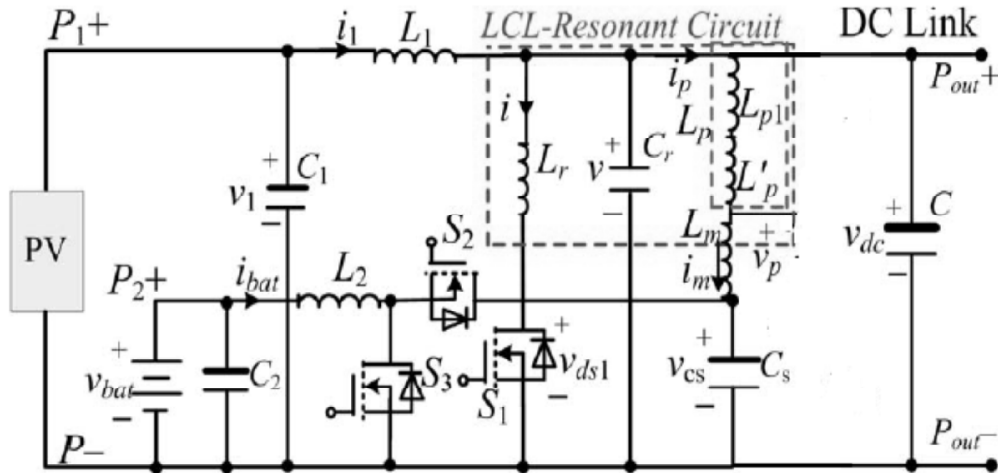 P1+ i1 L1 LCL-Resonant Circuit DC Link
Pout+
ip
i Lp Lp1
+ C1 Lr + v − Cr L'p
v1 −
PV S2 Lm + vp + vdc − C
P2+ ibat L2 im
+ vbat − C2 S3 S1 + vds1 − + vcs − Cs
P− Pout−